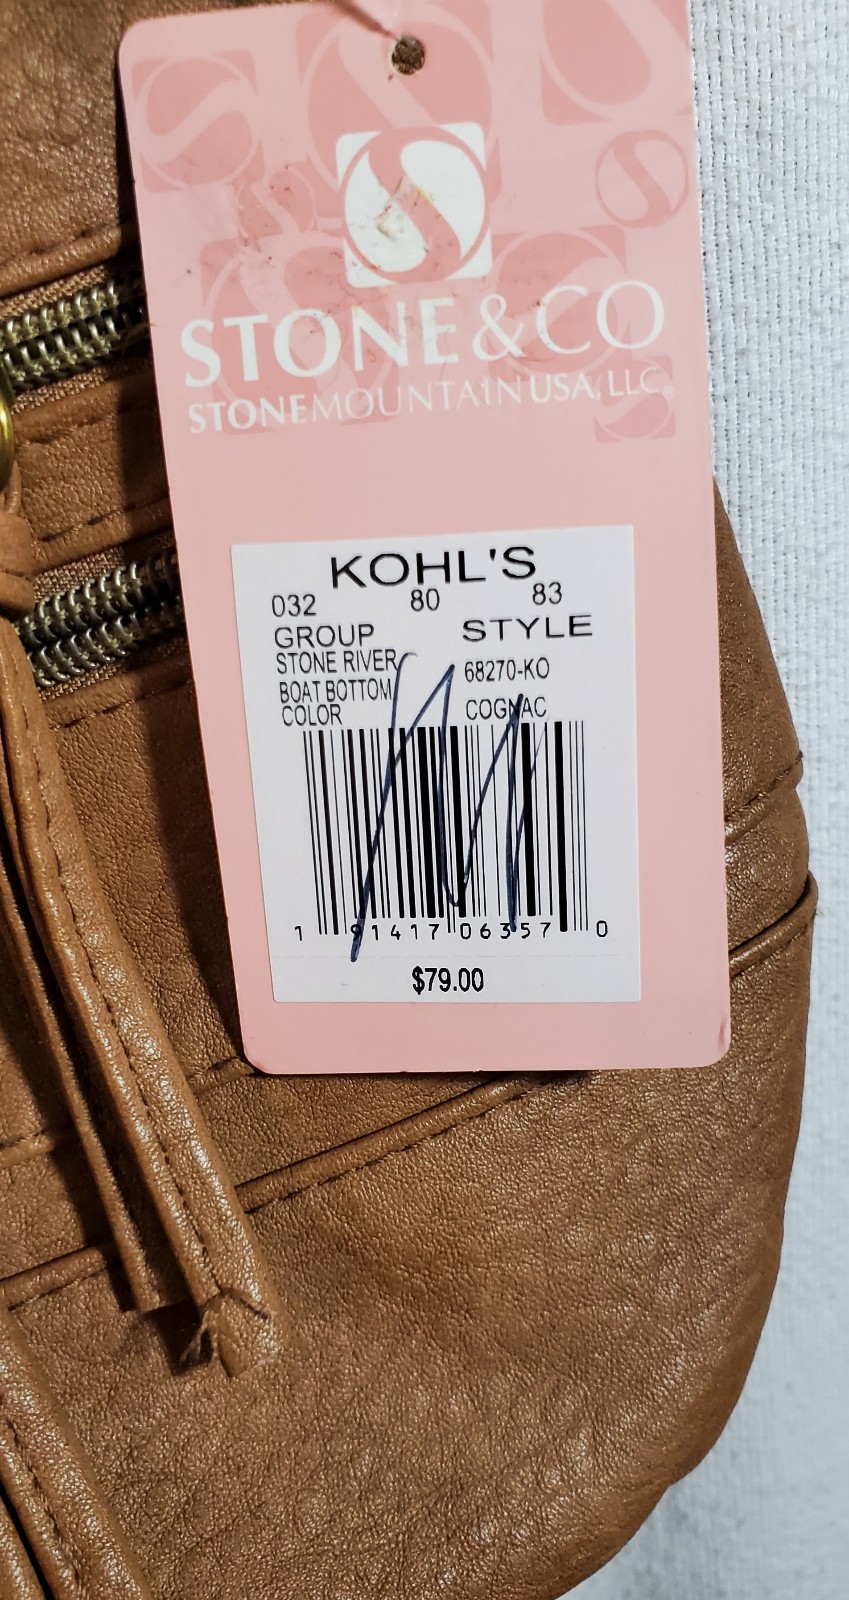 STONE & CO
STONEMOUNTAIN USA, LLC.
KOHL'S
032 80 83
GROUP STYLE
STONE RIVER 68270-KO
BOAT BOTTOM
COLOR COGNAC
1 91417 06357 0
$79.00